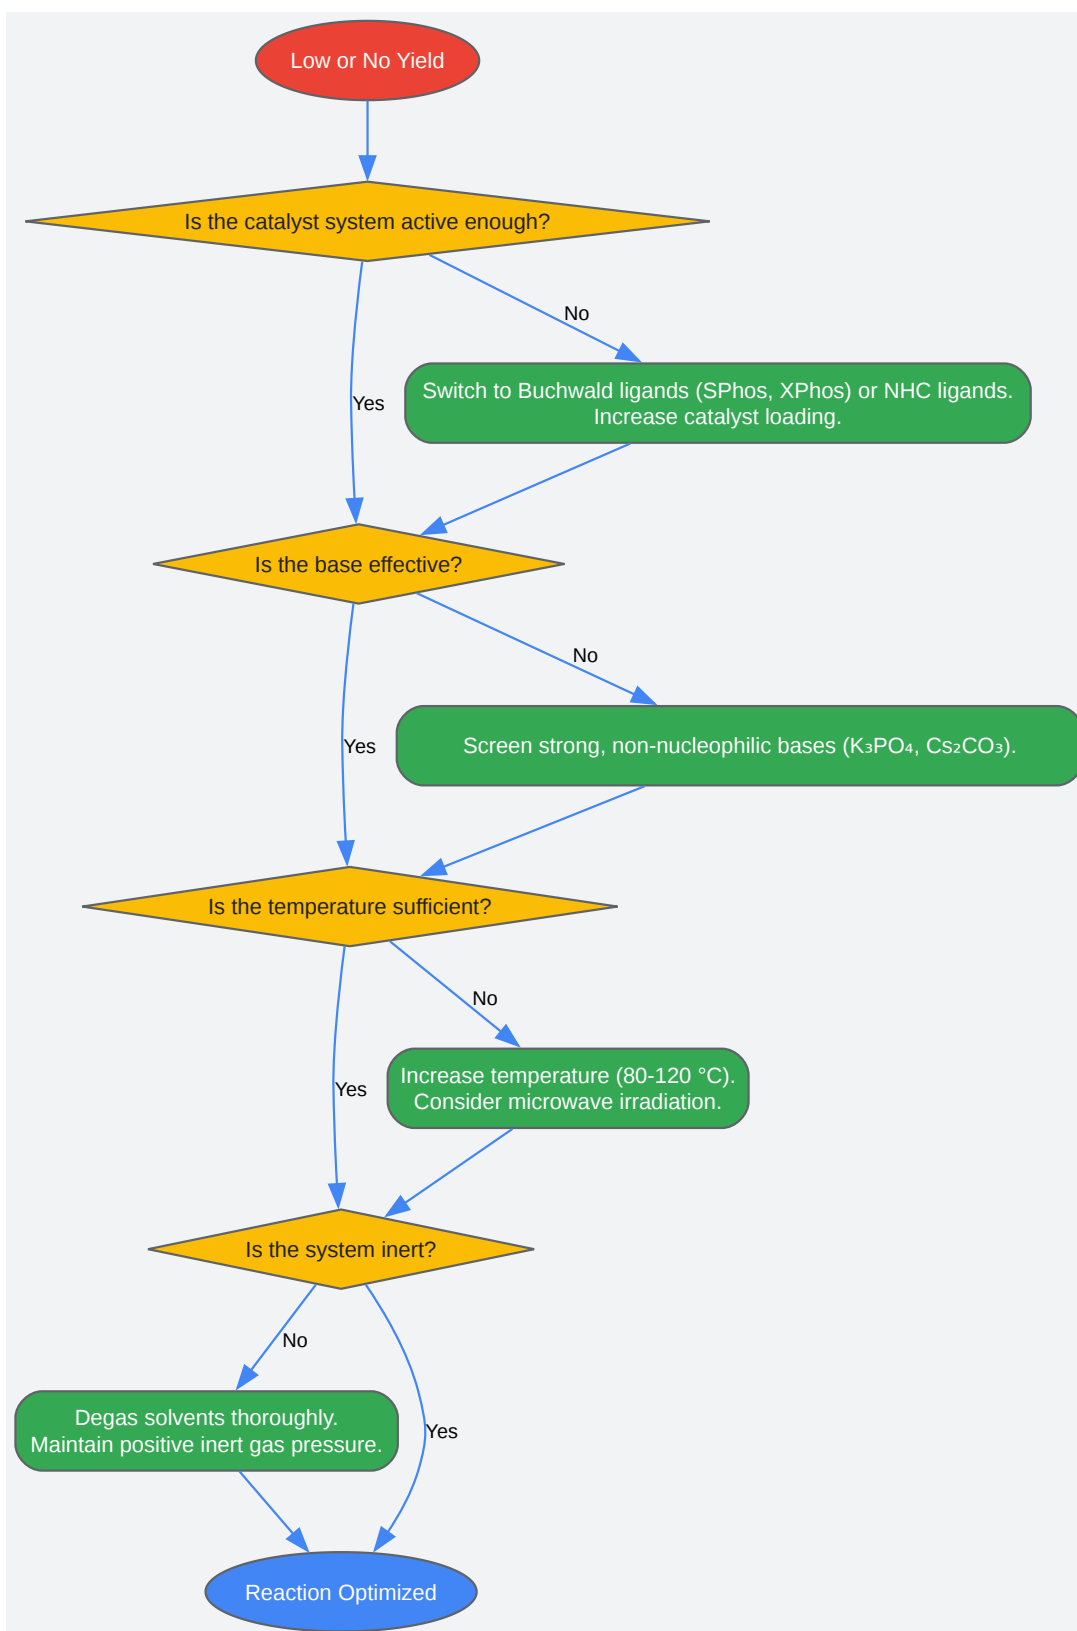 Low or No Yield
Is the catalyst system active enough?
No
Switch to Buchwald ligands (SPhos, XPhos) or NHC ligands.
Increase catalyst loading.
Yes
Is the base effective?
No
Screen strong, non-nucleophilic bases (K₃PO₄, Cs₂CO₃).
Yes
Is the temperature sufficient?
No
Increase temperature (80-120 °C).
Consider microwave irradiation.
Yes
Is the system inert?
No
Degas solvents thoroughly.
Maintain positive inert gas pressure.
Yes
Reaction Optimized